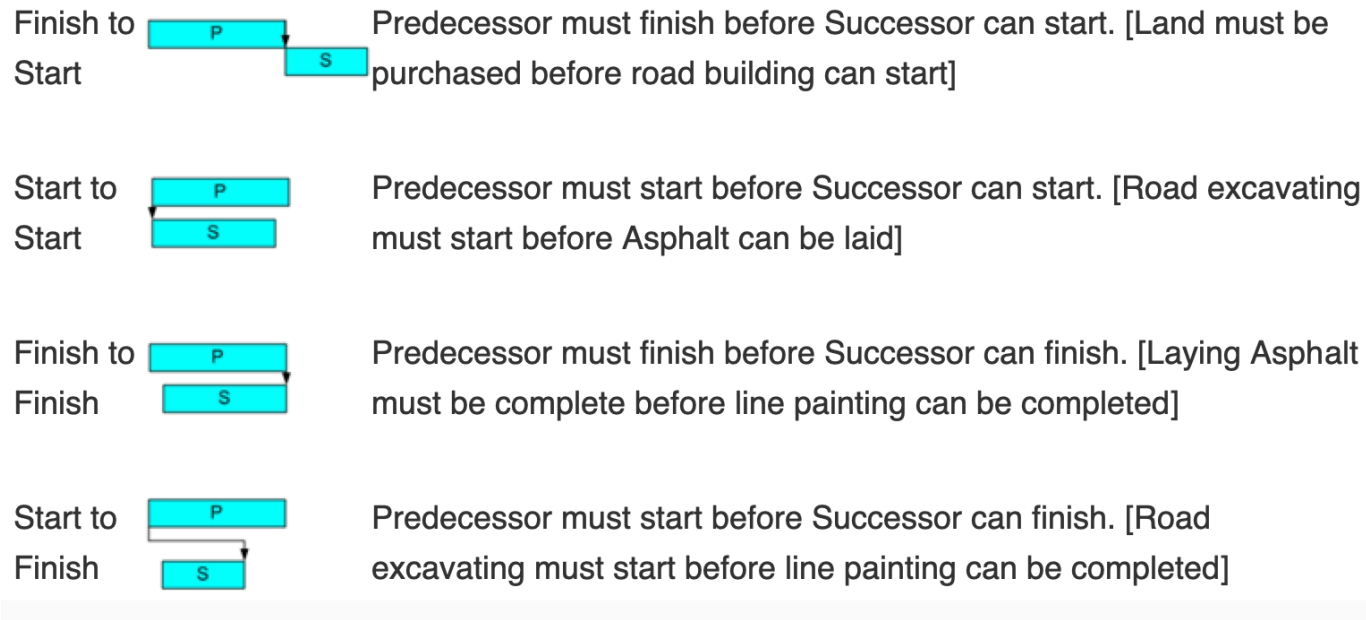 Finish to
Start
P
S
Predecessor must finish before Successor can start. [Land must be
purchased before road building can start]
Start to
Start
P
S
Predecessor must start before Successor can start. [Road excavating
must start before Asphalt can be laid]
Finish to
Finish
P
S
Predecessor must finish before Successor can finish. [Laying Asphalt
must be complete before line painting can be completed]
Start to
Finish
P
S
Predecessor must start before Successor can finish. [Road
excavating must start before line painting can be completed]